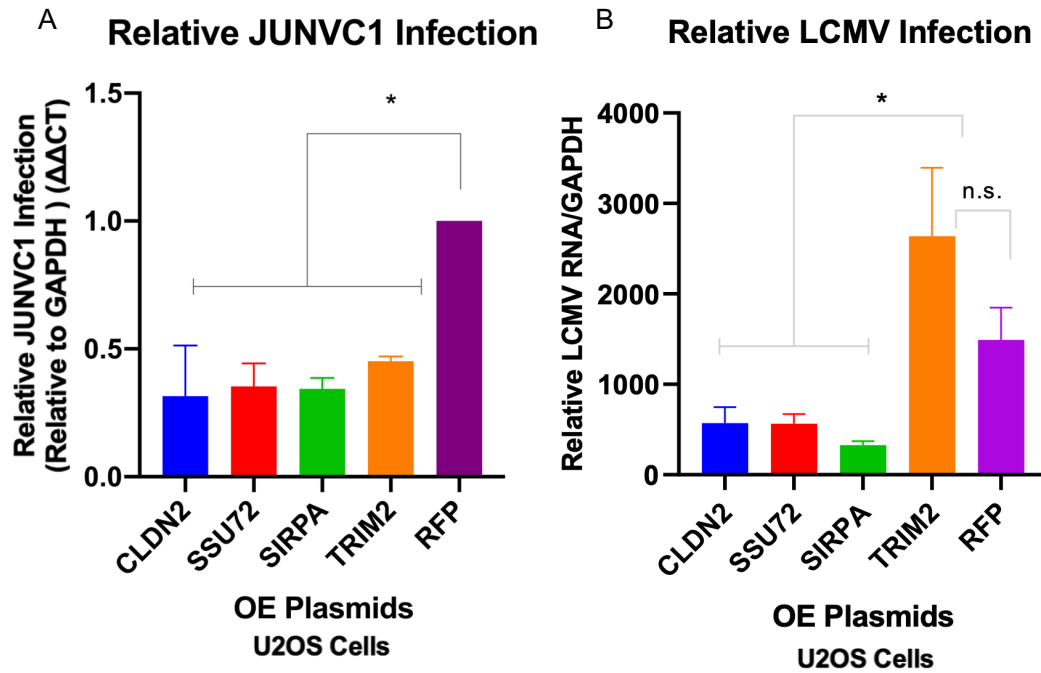 A
Relative JUNVC1 Infection
Relative JUNVC1 Infection
(Relative to GAPDH ) (ΔΔCT)
1.5
1.0
0.5
0.0
*
CLDN2
SSU72
SIRPA
TRIM2
RFP
OE Plasmids
U2OS Cells
B
Relative LCMV Infection
Relative LCMV RNA/GAPDH
4000
3000
2000
1000
0
*
n.s.
CLDN2
SSU72
SIRPA
TRIM2
RFP
OE Plasmids
U2OS Cells